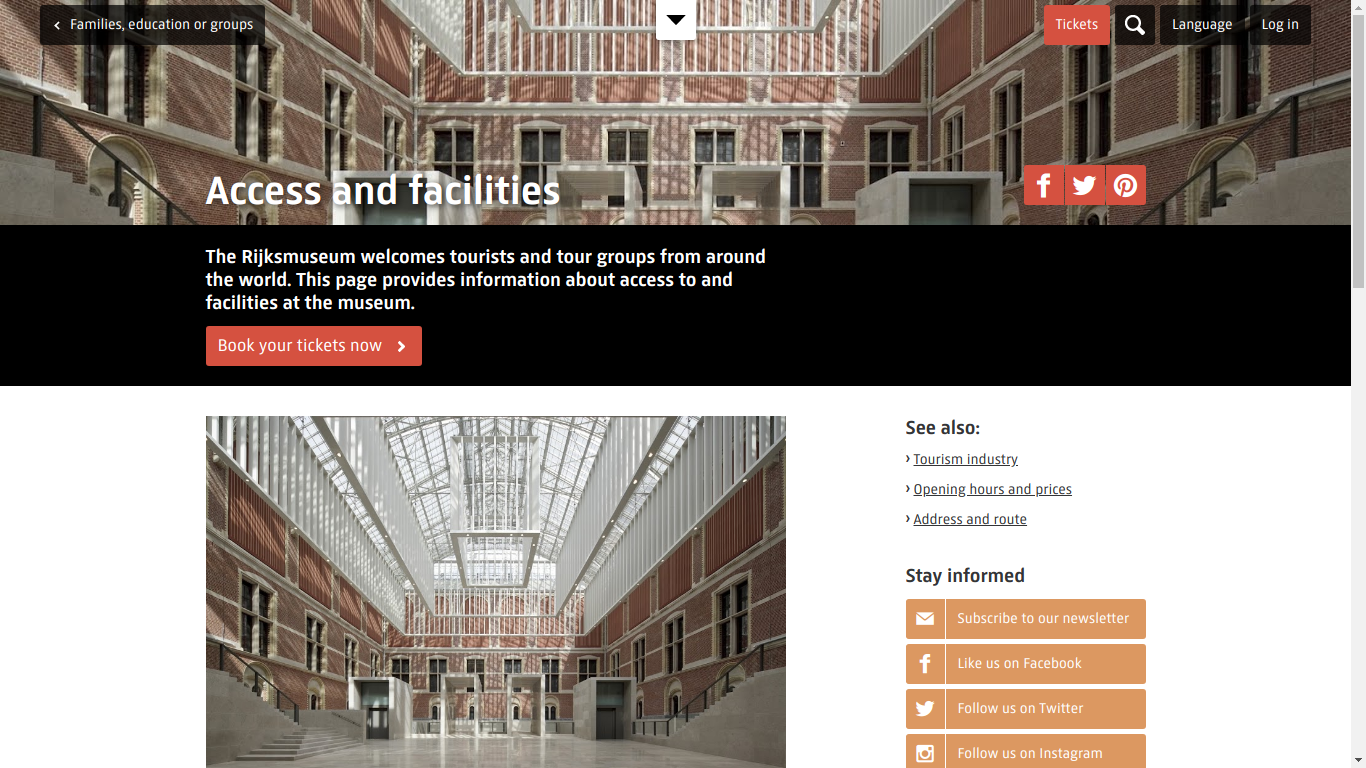 Families, education or groups
Tickets
Language
Log in
Access and facilities
The Rijksmuseum welcomes tourists and tour groups from around
the world. This page provides information about access to and
facilities at the museum.
Book your tickets now
See also:
Tourism industry
Opening hours and prices
Address and route
Stay informed
Subscribe to our newsletter
Like us on Facebook
Follow us on Twitter
Follow us on Instagram